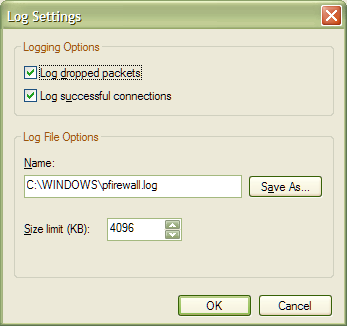 Log Settings
Logging Options
Log dropped packets
Log successful connections
Log File Options
Name:
C:\WINDOWS\pfirewall.log
Save As...
Size limit (KB):
4096
OK
Cancel